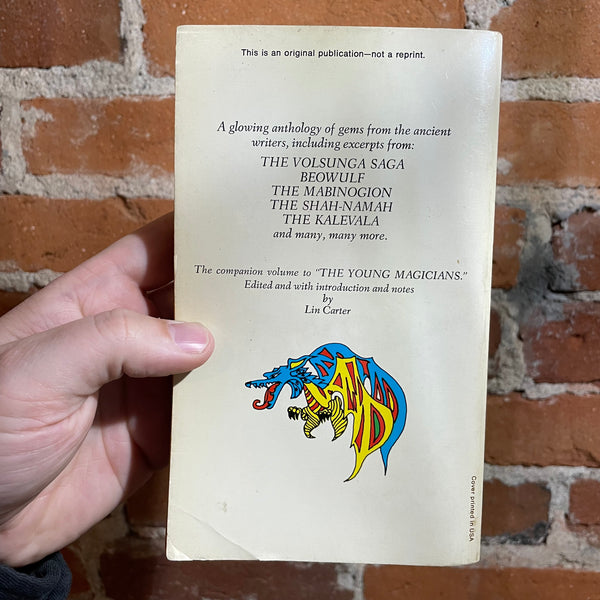 This is an original publication—not a reprint.
A glowing anthology of gems from the ancient
writers, including excerpts from:
THE VOLSUNGA SAGA
BEOWULF
THE MABINOGION
THE SHAH-NAMAH
THE KALEVALA
and many, many more.
The companion volume to "THE YOUNG MAGICIANS."
Edited and with introduction and notes
by
Lin Carter
Cover printed in USA